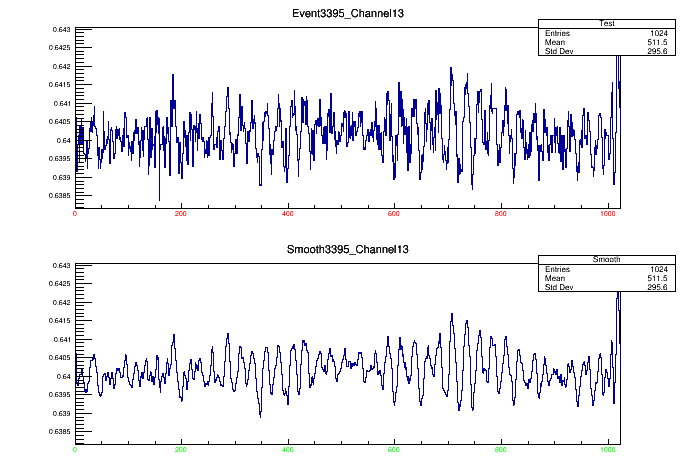 Event3395_Channel13
Test
Entries 1024
Mean 511.5
Std Dev 295.6
0.643
0.6425
0.642
0.6415
0.641
0.6405
0.64
0.6395
0.639
0.6385
0 200 400 600 800 1000
Smooth3395_Channel13
Smooth
Entries 1024
Mean 511.5
Std Dev 295.6
0.643
0.6425
0.642
0.6415
0.641
0.6405
0.64
0.6395
0.639
0.6385
0 200 400 600 800 1000